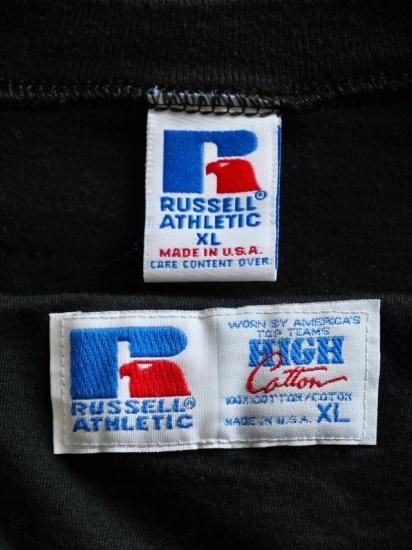 R
RUSSELL®
ATHLETIC
XL
MADE IN U.S.A.
CARE CONTENT OVER
R
RUSSELL®
ATHLETIC
WORN BY AMERICA'S
TOP TEAMS
HIGH
Cotton
100% COTTON/COTON
MADE IN U.S.A. XL